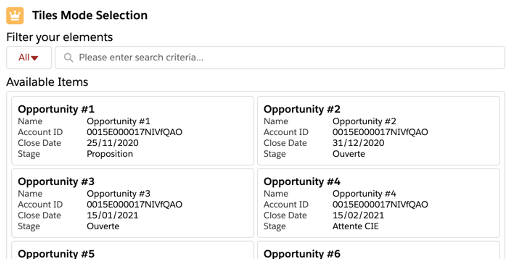 Tiles Mode Selection
Filter your elements
All Please enter search criteria...
Available Items
Opportunity #1
Name Opportunity #1
Account ID 0015E000017NIVfQAO
Close Date 25/11/2020
Stage Proposition
Opportunity #2
Name Opportunity #2
Account ID 0015E000017NIVfQAO
Close Date 31/12/2020
Stage Ouverte
Opportunity #3
Name Opportunity #3
Account ID 0015E000017NIVfQAO
Close Date 15/01/2021
Stage Ouverte
Opportunity #4
Name Opportunity #4
Account ID 0015E000017NIVfQAO
Close Date 15/02/2021
Stage Attente CIE
Opportunity #5
Opportunity #6